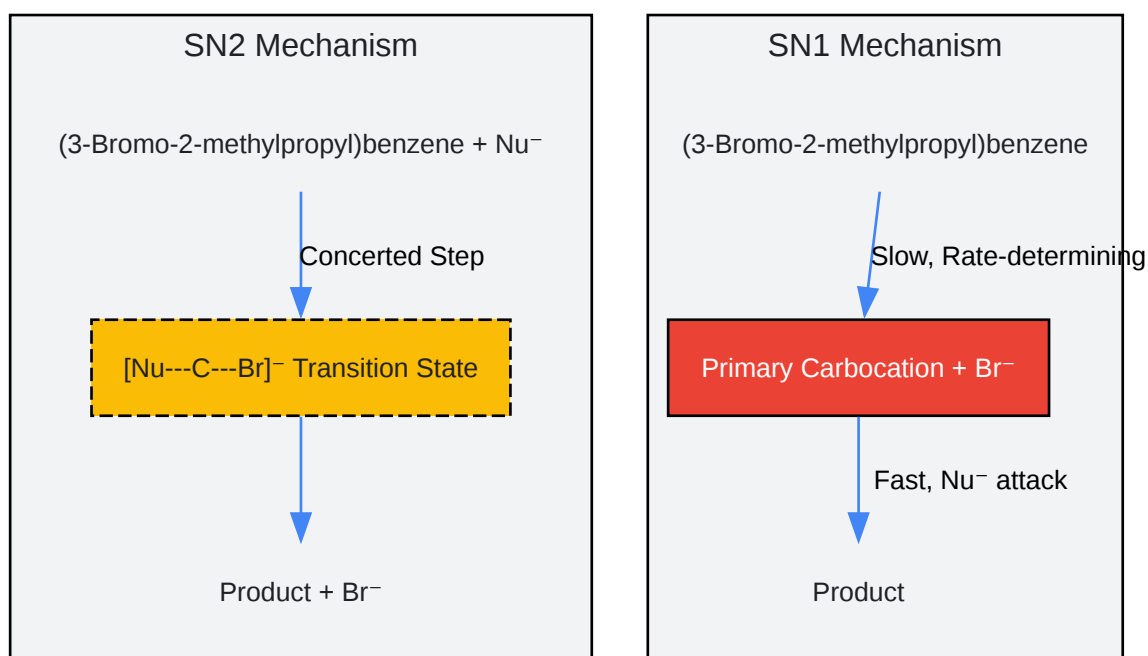 SN2 Mechanism
(3-Bromo-2-methylpropyl)benzene + Nu⁻
Concerted Step
[Nu---C---Br]⁻ Transition State
Product + Br⁻
SN1 Mechanism
(3-Bromo-2-methylpropyl)benzene
Slow, Rate-determining
Primary Carbocation + Br⁻
Fast, Nu⁻ attack
Product